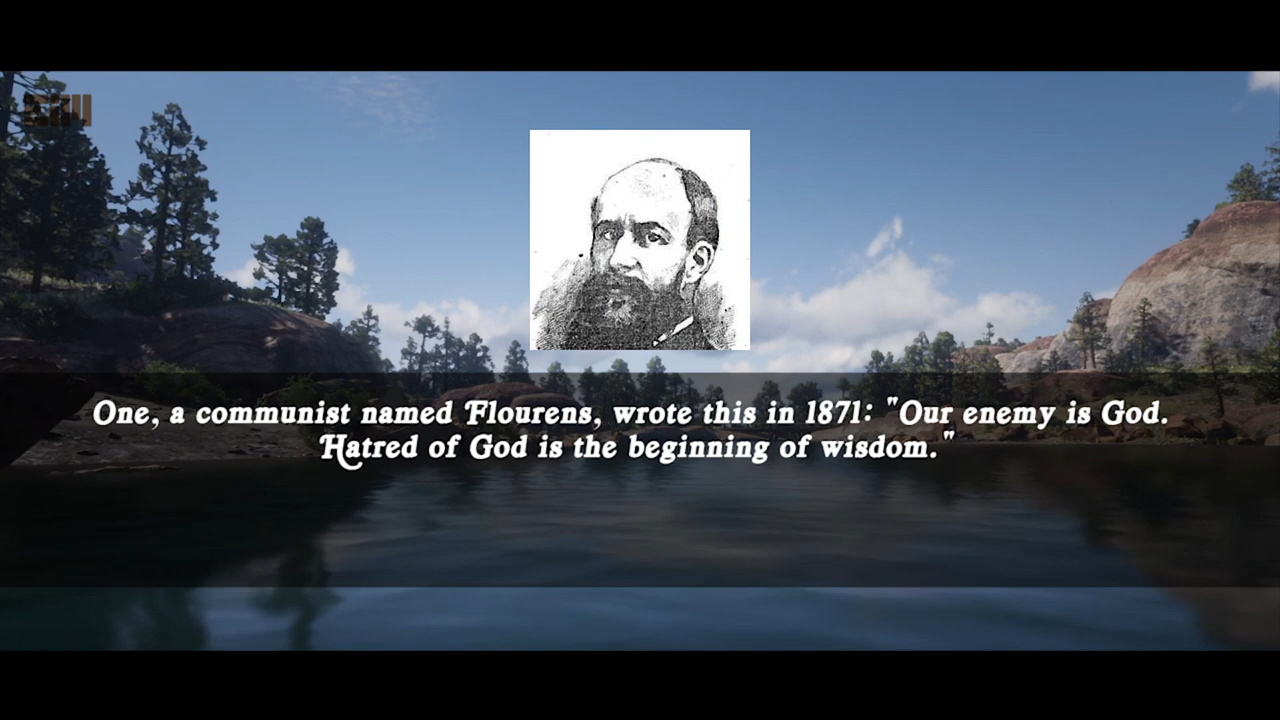 One, a communist named Flourens, wrote this in 1871: "Our enemy is God.
Hatred of God is the beginning of wisdom."